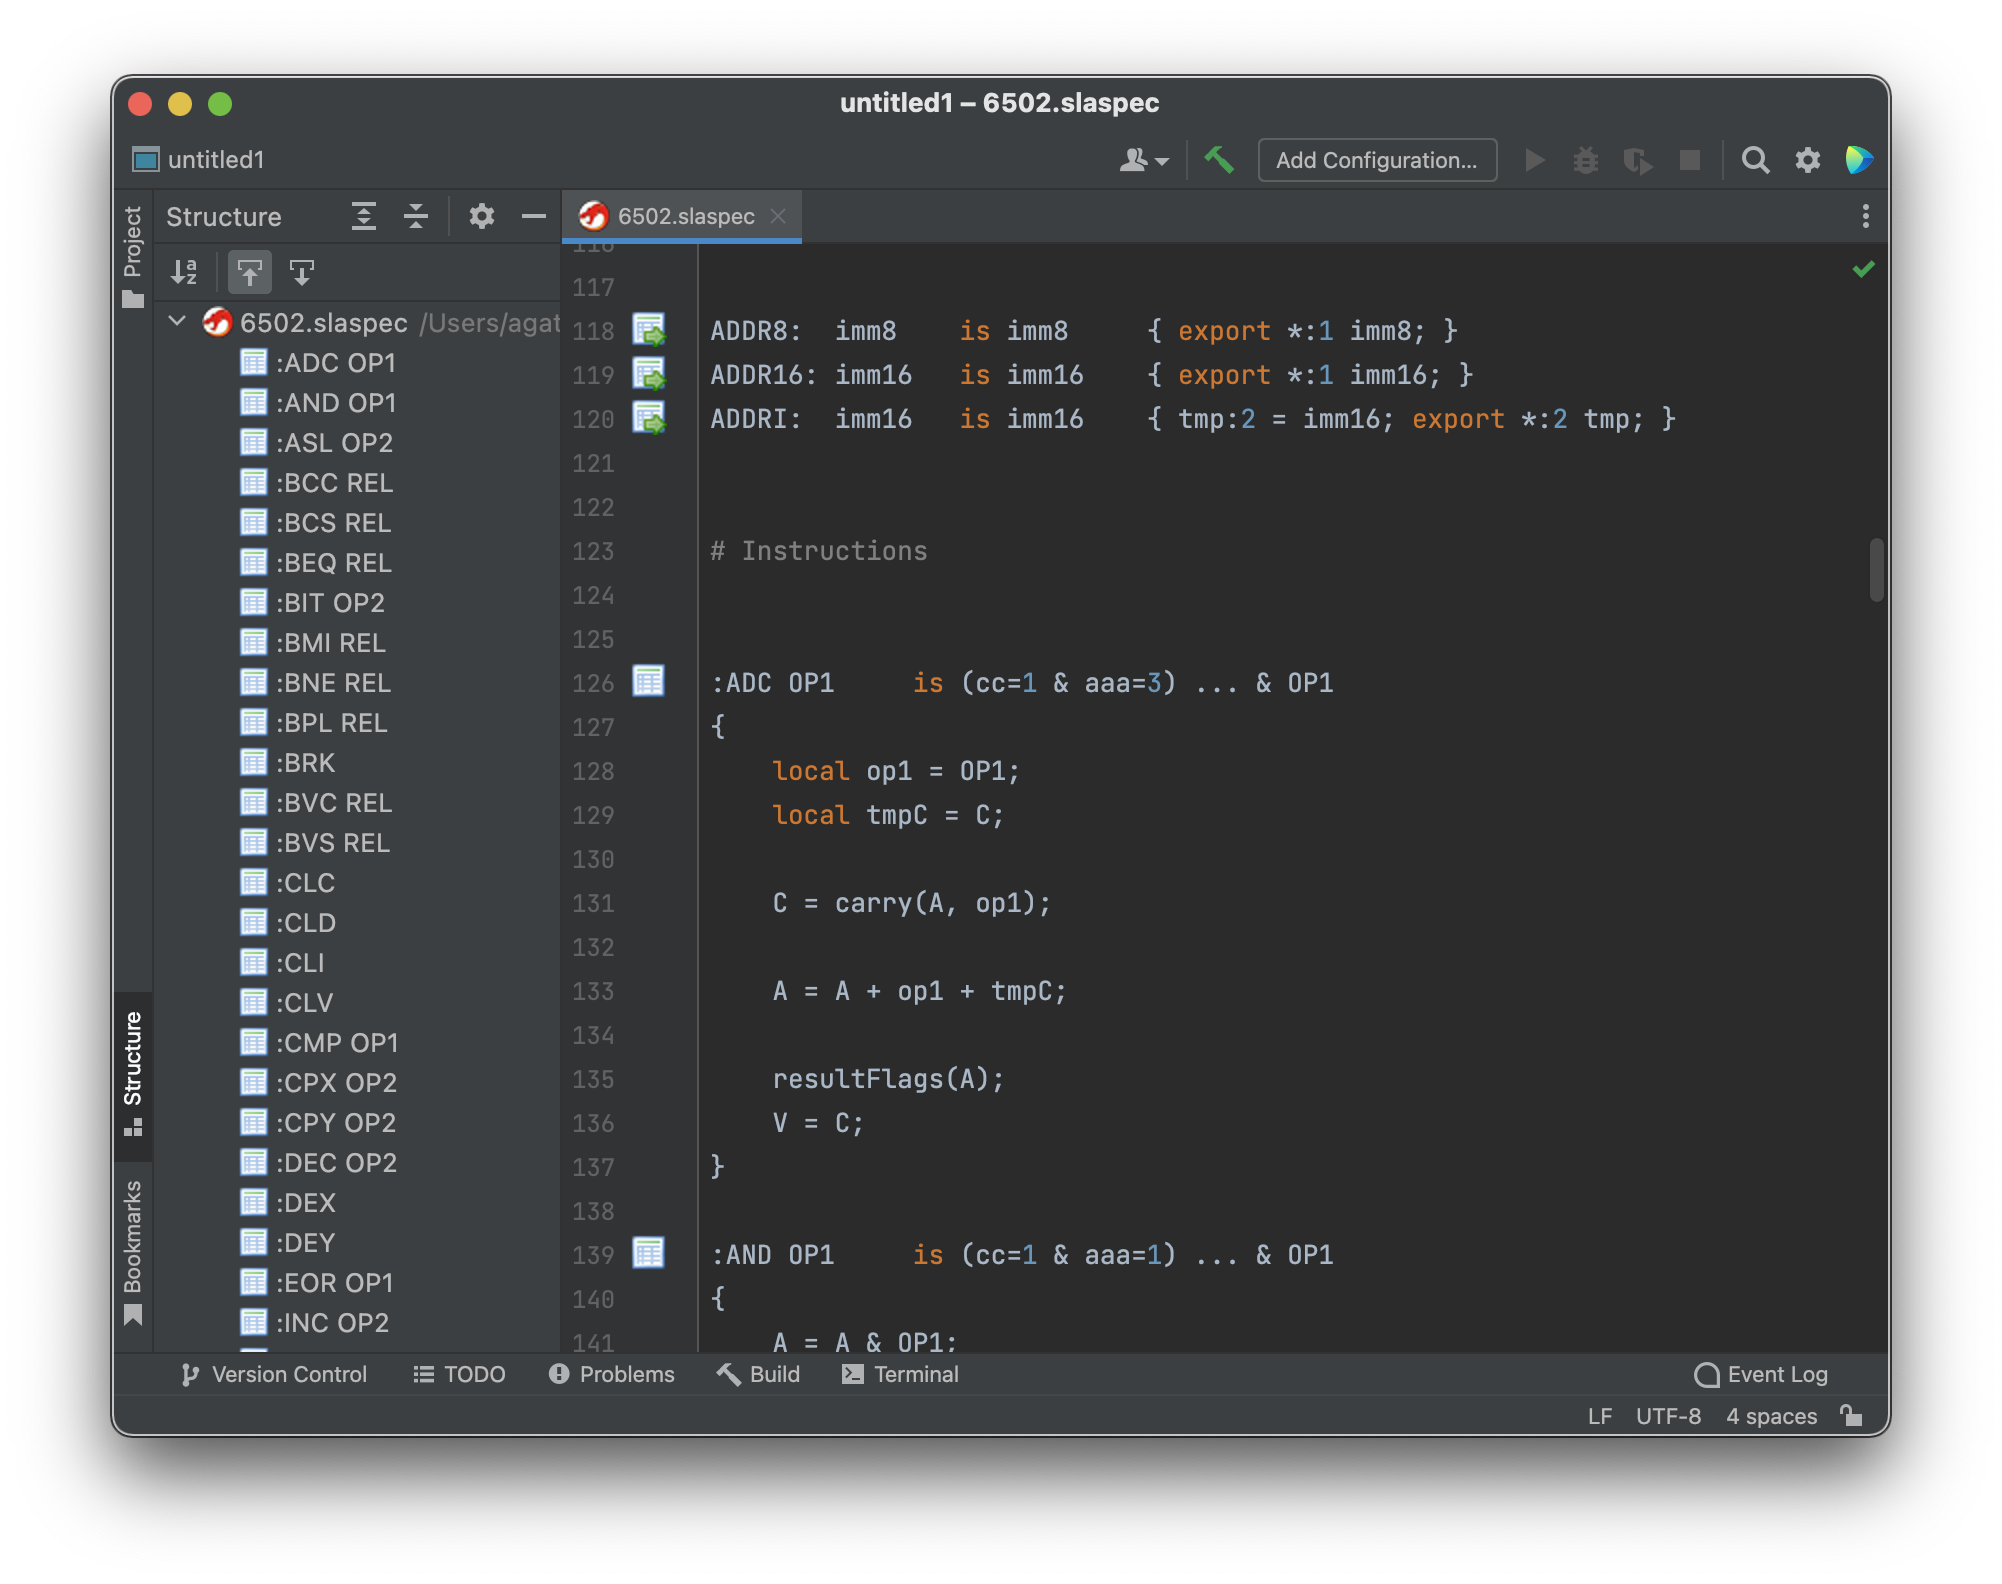 untitled1 – 6502.slaspec
untitled1
Add Configuration...
Project
Structure
Bookmarks
Structure
6502.slaspec /Users/agat
:ADC OP1
:AND OP1
:ASL OP2
:BCC REL
:BCS REL
:BEQ REL
:BIT OP2
:BMI REL
:BNE REL
:BPL REL
:BRK
:BVC REL
:BVS REL
:CLC
:CLD
:CLI
:CLV
:CMP OP1
:CPX OP2
:CPY OP2
:DEC OP2
:DEX
:DEY
:EOR OP1
:INC OP2
6502.slaspec
116
117
118 ADDR8:  imm8    is imm8     { export *:1 imm8; }
119 ADDR16: imm16   is imm16    { export *:1 imm16; }
120 ADDRI:  imm16   is imm16    { tmp:2 = imm16; export *:2 tmp; }
121
122
123 # Instructions
124
125
126 :ADC OP1     is (cc=1 & aaa=3) ... & OP1
127 {
128     local op1 = OP1;
129     local tmpC = C;
130
131     C = carry(A, op1);
132
133     A = A + op1 + tmpC;
134
135     resultFlags(A);
136     V = C;
137 }
138
139 :AND OP1     is (cc=1 & aaa=1) ... & OP1
140 {
141     A = A & OP1;
Version Control TODO Problems Build Terminal Event Log
LF UTF-8 4 spaces